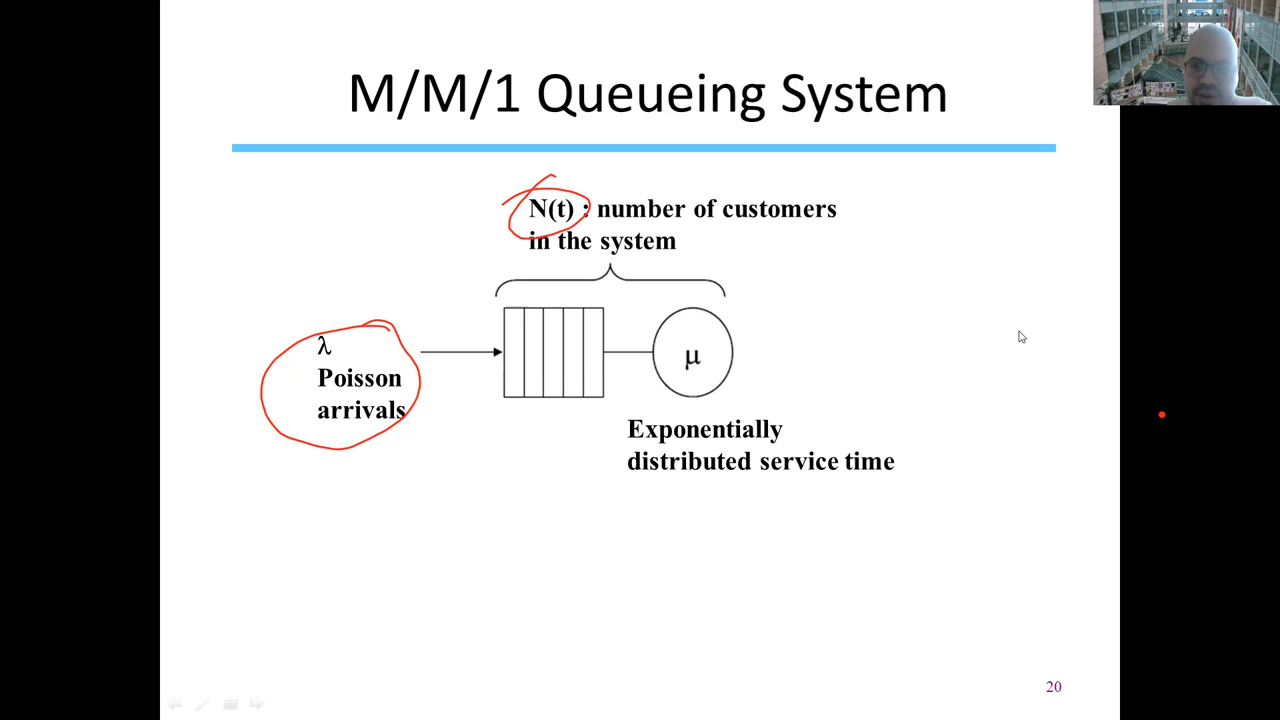 M/M/1 Queueing System
N(t) : number of customers
in the system
λ
Poisson
arrivals
μ
Exponentially
distributed service time
20